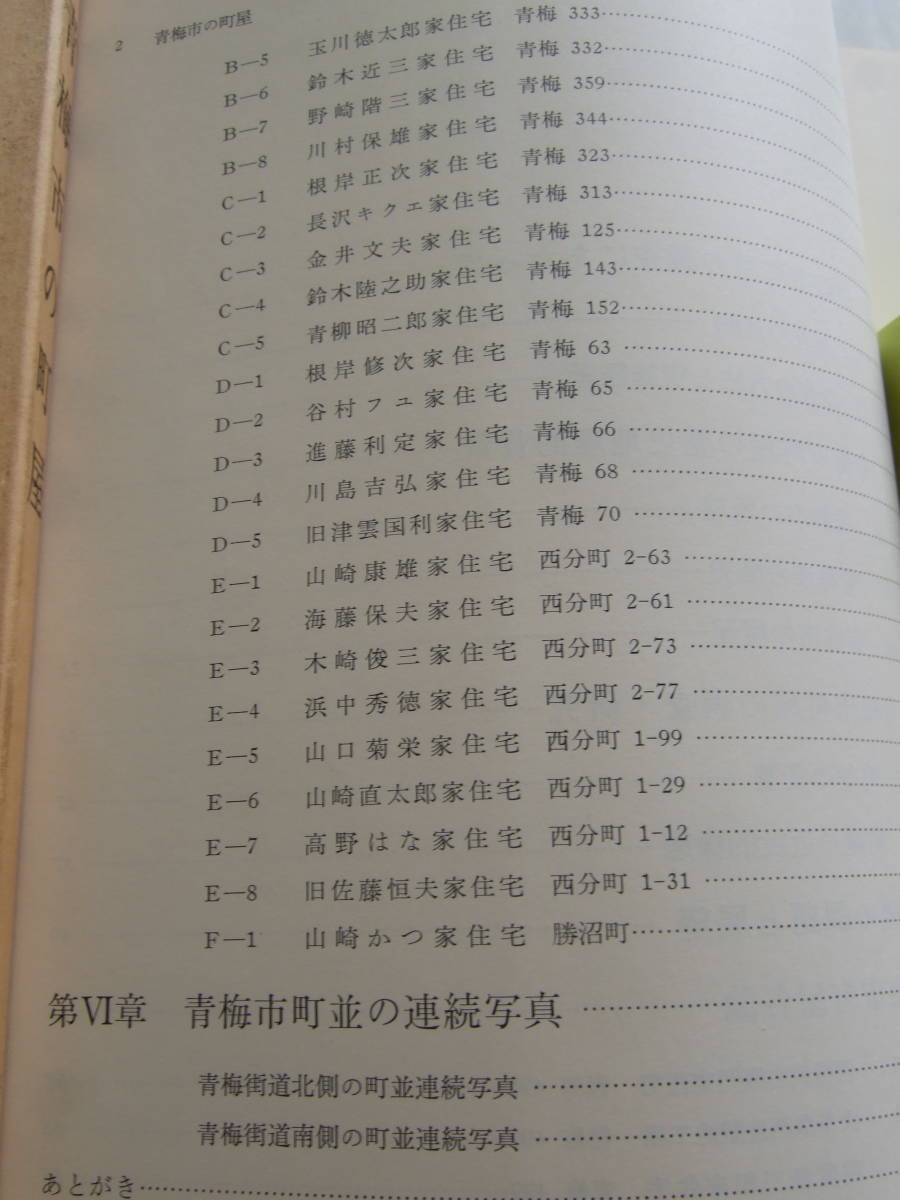 青梅市の町屋
2 青梅市の町屋
B—5 玉川徳太郎家住宅 青梅 333
B—6 鈴木近三家住宅 青梅 332
B—7 野崎階三家住宅 青梅 359
B—8 川村保雄家住宅 青梅 344
C—1 根岸正次家住宅 青梅 323
C—2 長沢キクエ家住宅 青梅 313
C—3 金井文夫家住宅 青梅 125
C—4 鈴木陸之助家住宅 青梅 143
C—5 青柳昭二郎家住宅 青梅 152
D—1 根岸修次家住宅 青梅 63
D—2 谷村フュ家住宅 青梅 65
D—3 進藤利定家住宅 青梅 66
D—4 川島吉弘家住宅 青梅 68
D—5 旧津雲国利家住宅 青梅 70
E—1 山崎康雄家住宅 西分町 2-63
E—2 海藤保夫家住宅 西分町 2-61
E—3 木崎俊三家住宅 西分町 2-73
E—4 浜中秀徳家住宅 西分町 2-77
E—5 山口菊栄家住宅 西分町 1-99
E—6 山崎直太郎家住宅 西分町 1-29
E—7 高野はな家住宅 西分町 1-12
E—8 旧佐藤恒夫家住宅 西分町 1-31
F—1 山崎かつ家住宅 勝沼町
第VI章 青梅市町並の連続写真
青梅街道北側の町並連続写真
青梅街道南側の町並連続写真
あとがき